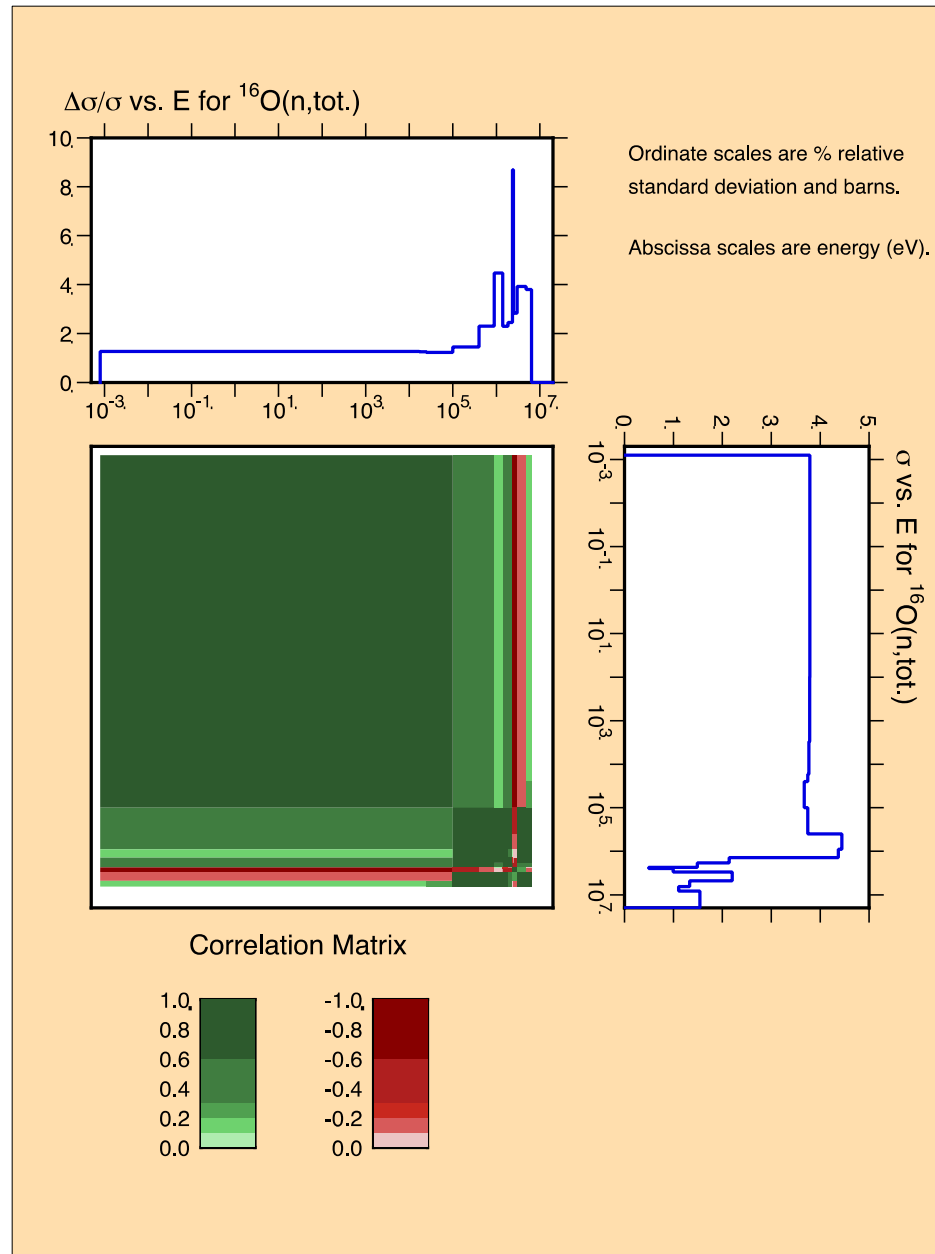 Δσ/σ vs. E for ¹⁶O(n,tot.)
10.
8.
6.
4.
2.
0.
10⁻³. 10⁻¹. 10¹. 10³. 10⁵. 10⁷.
Ordinate scales are % relative
standard deviation and barns.
Abscissa scales are energy (eV).
0. 1. 2. 3. 4. 5.
σ vs. E for ¹⁶O(n,tot.)
10⁻³.
10⁻¹.
10¹.
10³.
10⁵.
10⁷.
Correlation Matrix
1.0. -1.0.
0.8 -0.8
0.6 -0.6
0.4 -0.4
0.2 -0.2
0.0 0.0